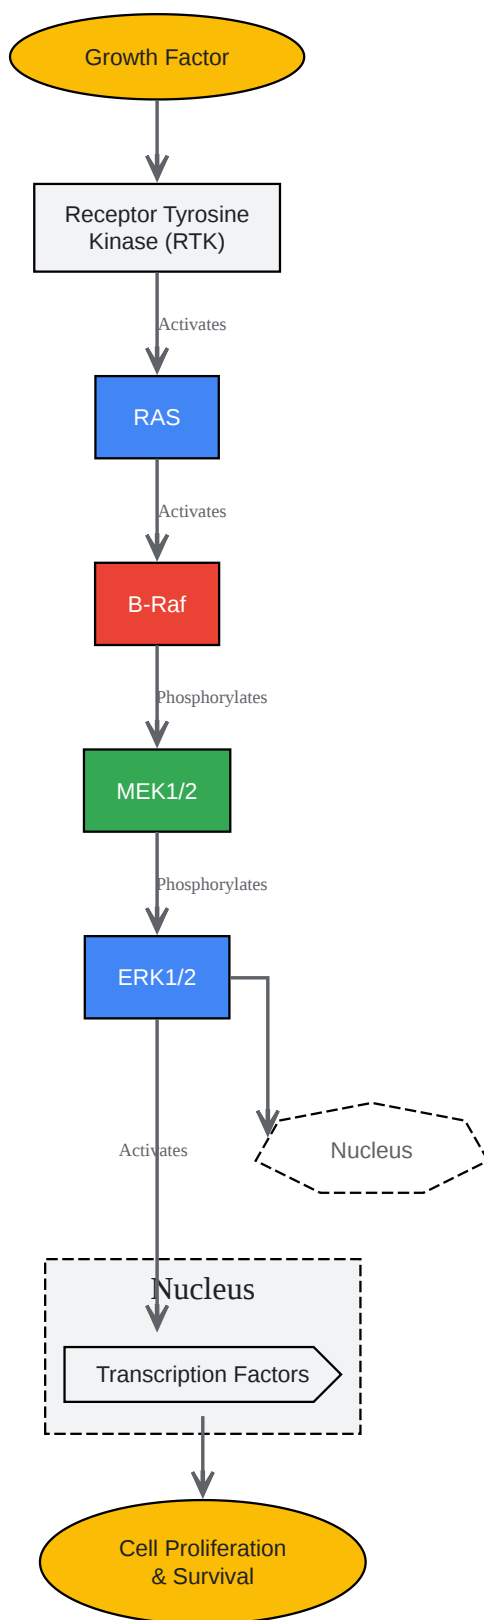 Growth Factor
Receptor Tyrosine
Kinase (RTK)
Activates
RAS
Activates
B-Raf
Phosphorylates
MEK1/2
Phosphorylates
ERK1/2
Activates
Nucleus
Nucleus
Transcription Factors
Cell Proliferation
& Survival